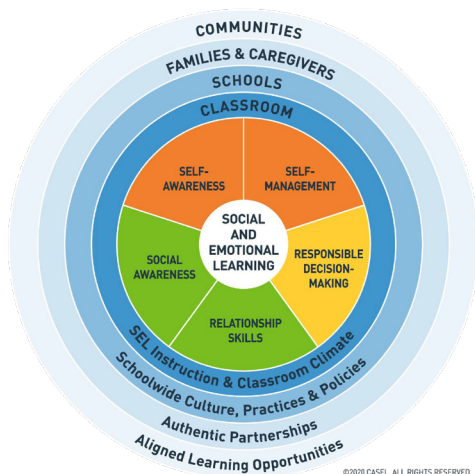 COMMUNITIES
FAMILIES & CAREGIVERS
SCHOOLS
CLASSROOM
SELF-
AWARENESS
SELF-
MANAGEMENT
SOCIAL
AND
EMOTIONAL
LEARNING
SOCIAL
AWARENESS
RESPONSIBLE
DECISION-
MAKING
RELATIONSHIP
SKILLS
SEL Instruction & Classroom Climate
Schoolwide Culture, Practices & Policies
Authentic Partnerships
Aligned Learning Opportunities
©2020 CASEL. ALL RIGHTS RESERVED